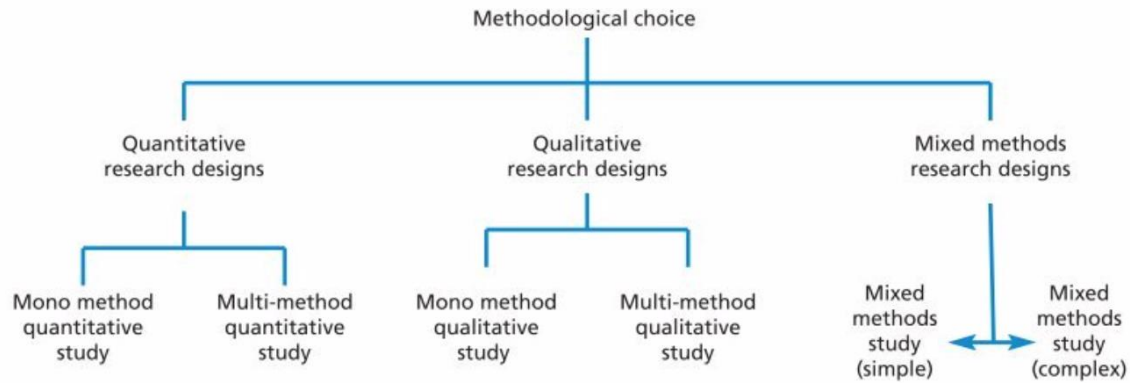 Methodological choice
Quantitative
research designs
Qualitative
research designs
Mixed methods
research designs
Mono method
quantitative
study
Multi-method
quantitative
study
Mono method
qualitative
study
Multi-method
qualitative
study
Mixed
methods
study
(simple)
Mixed
methods
study
(complex)